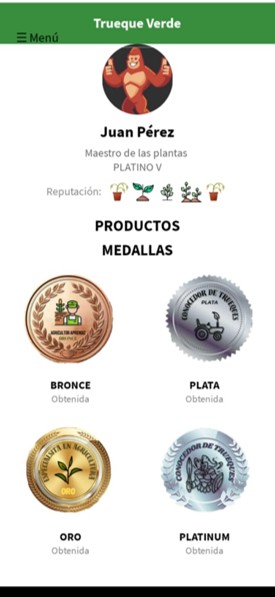 Trueque Verde
☰ Menú
Juan Pérez
Maestro de las plantas
PLATINO V
Reputación:
PRODUCTOS
MEDALLAS
AGRICULTOR APRENDIZ
CONOCEDOR DE TRUEQUES
PLATA
BRONCE
PLATA
Obtenida
Obtenida
ESPECIALISTA EN AGRICULTURA
ORO
CONOCEDOR DE TRUEQUES
ORO
PLATINUM
Obtenida
Obtenida